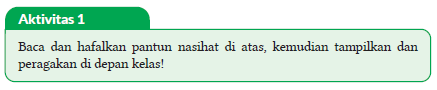 Aktivitas 1
Baca dan hafalkan pantun nasihat di atas, kemudian tampilkan dan
peragakan di depan kelas!